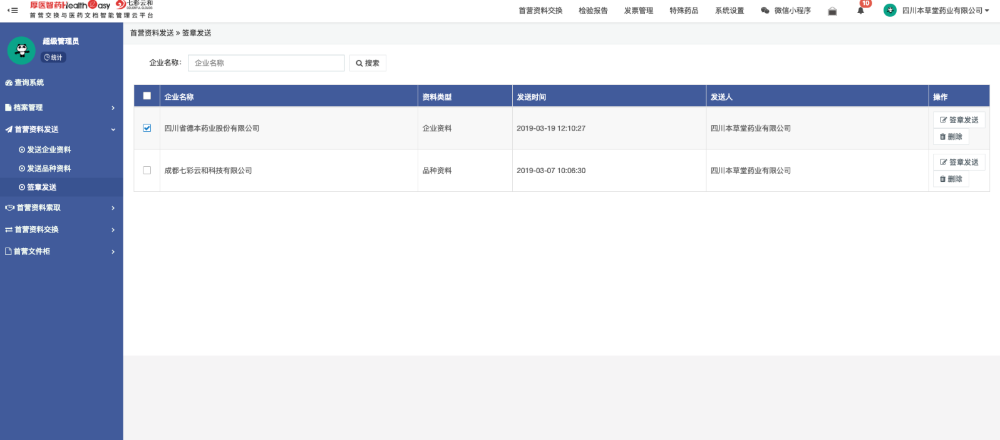 厚医智药HealthEasy 七彩云和
COLORFUL CLOUDS
首营交换与医药文档智能管理云平台
首营资料交换 检验报告 发票管理 特殊药品 系统设置 微信小程序 10 四川本草堂药业有限公司
超级管理员
统计
查询系统
档案管理
首营资料发送
发送企业资料
发送品种资料
签章发送
首营资料索取
首营资料交换
首营文件柜
首营资料发送 » 签章发送
企业名称: 企业名称 搜索
企业名称 资料类型 发送时间 发送人 操作
四川省德本药业股份有限公司 企业资料 2019-03-19 12:10:27 四川本草堂药业有限公司 签章发送
删除
成都七彩云和科技有限公司 品种资料 2019-03-07 10:06:30 四川本草堂药业有限公司 签章发送
删除